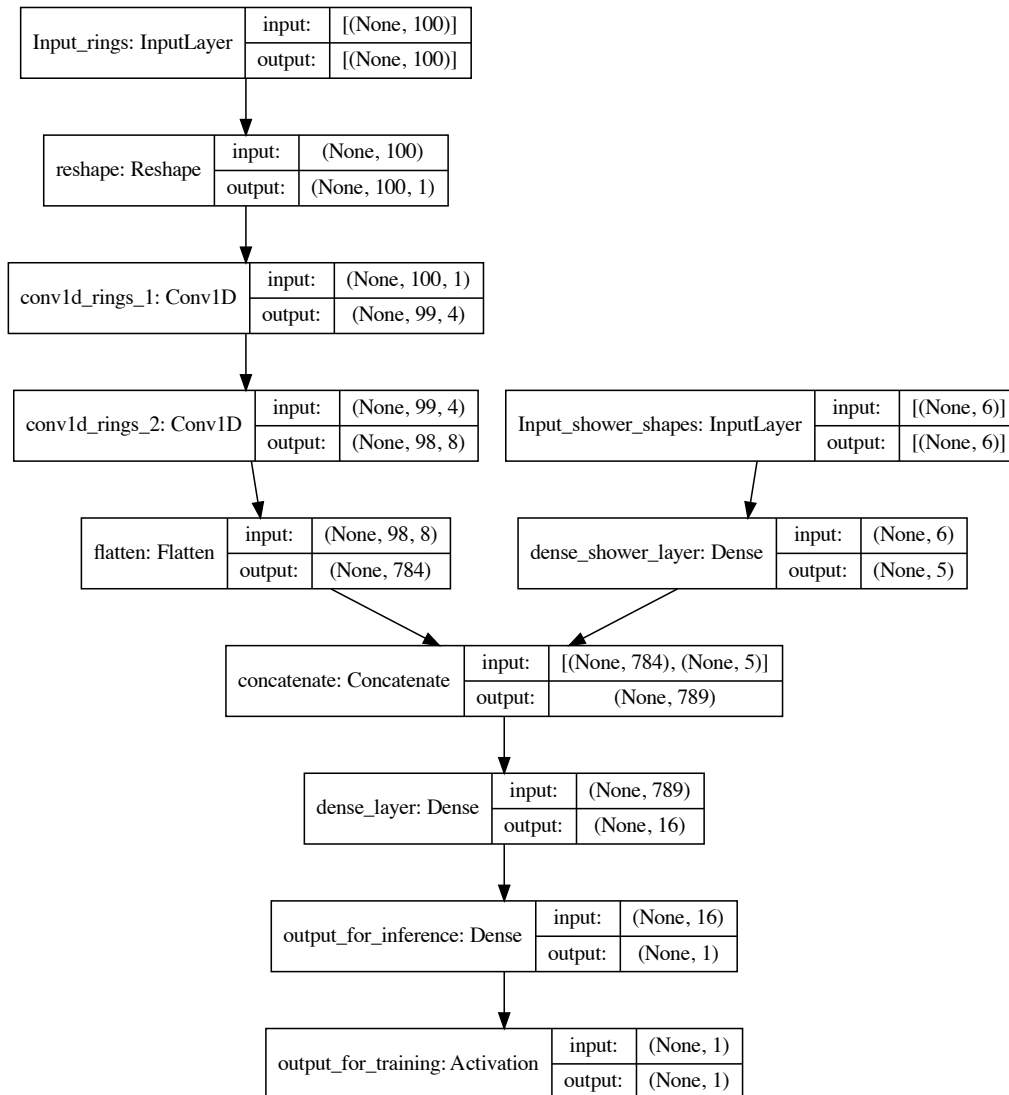 Input_rings: InputLayer
input: [(None, 100)]
output: [(None, 100)]
reshape: Reshape
input: (None, 100)
output: (None, 100, 1)
conv1d_rings_1: Conv1D
input: (None, 100, 1)
output: (None, 99, 4)
conv1d_rings_2: Conv1D
input: (None, 99, 4)
output: (None, 98, 8)
Input_shower_shapes: InputLayer
input: [(None, 6)]
output: [(None, 6)]
flatten: Flatten
input: (None, 98, 8)
output: (None, 784)
dense_shower_layer: Dense
input: (None, 6)
output: (None, 5)
concatenate: Concatenate
input: [(None, 784), (None, 5)]
output: (None, 789)
dense_layer: Dense
input: (None, 789)
output: (None, 16)
output_for_inference: Dense
input: (None, 16)
output: (None, 1)
output_for_training: Activation
input: (None, 1)
output: (None, 1)